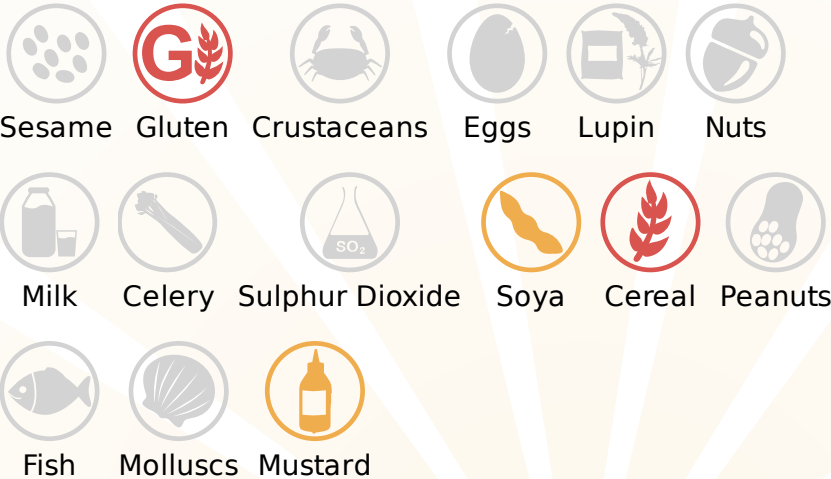 G
Sesame Gluten Crustaceans Eggs Lupin Nuts
SO₂
Milk Celery Sulphur Dioxide Soya Cereal Peanuts
Fish Molluscs Mustard